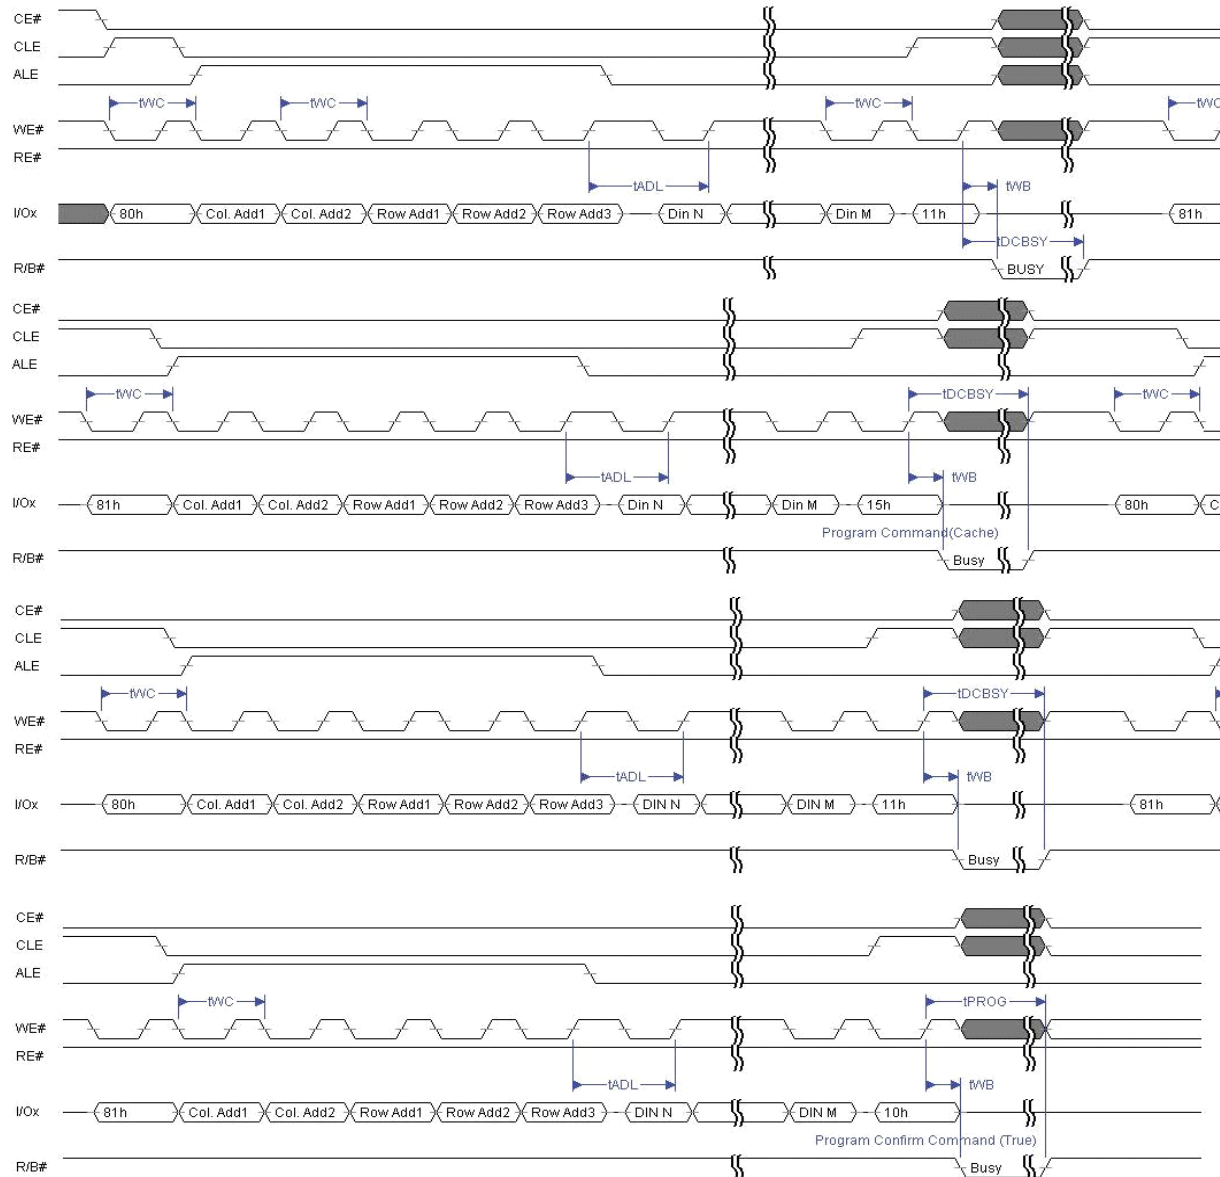 CE#
CLE
ALE
tWC tWC tWC tWC
WE#
RE#
tADL tWB
I/Ox 80h Col. Add1 Col. Add2 Row Add1 Row Add2 Row Add3 Din N Din M 11h 81h
tDCBSY
R/B# BUSY
CE#
CLE
ALE
tWC tDCBSY tWC
WE#
RE#
tADL tWB
I/Ox 81h Col. Add1 Col. Add2 Row Add1 Row Add2 Row Add3 Din N Din M 15h 80h C
Program Command(Cache)
R/B# Busy
CE#
CLE
ALE
tWC tDCBSY
WE#
RE#
tADL tWB
I/Ox 80h Col. Add1 Col. Add2 Row Add1 Row Add2 Row Add3 DIN N DIN M 11h 81h
R/B# Busy
CE#
CLE
ALE
tWC tPROG
WE#
RE#
tADL tWB
I/Ox 81h Col. Add1 Col. Add2 Row Add1 Row Add2 Row Add3 DIN N DIN M 10h
Program Confirm Command (True)
R/B# Busy